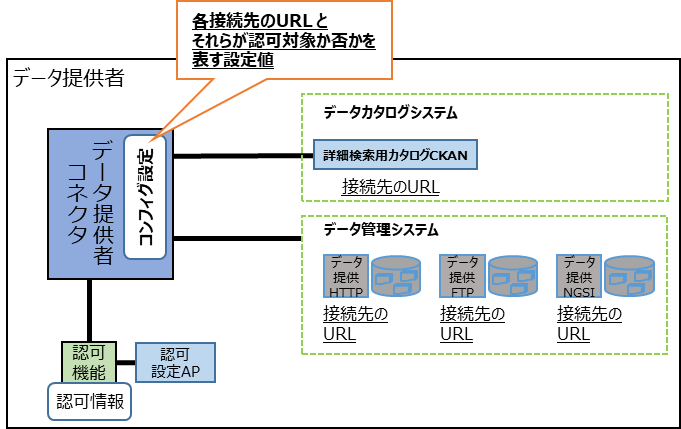 各接続先のURLと
それらが認可対象か否かを
表す設定値
データ提供者
データ提供者
コネクタ
コンフィグ設定
データカタログシステム
詳細検索用カタログCKAN
接続先のURL
データ管理システム
データ
提供
HTTP
データ
提供
FTP
データ
提供
NGSI
接続先の
URL
接続先の
URL
接続先の
URL
認可
機能
認可
設定AP
認可情報